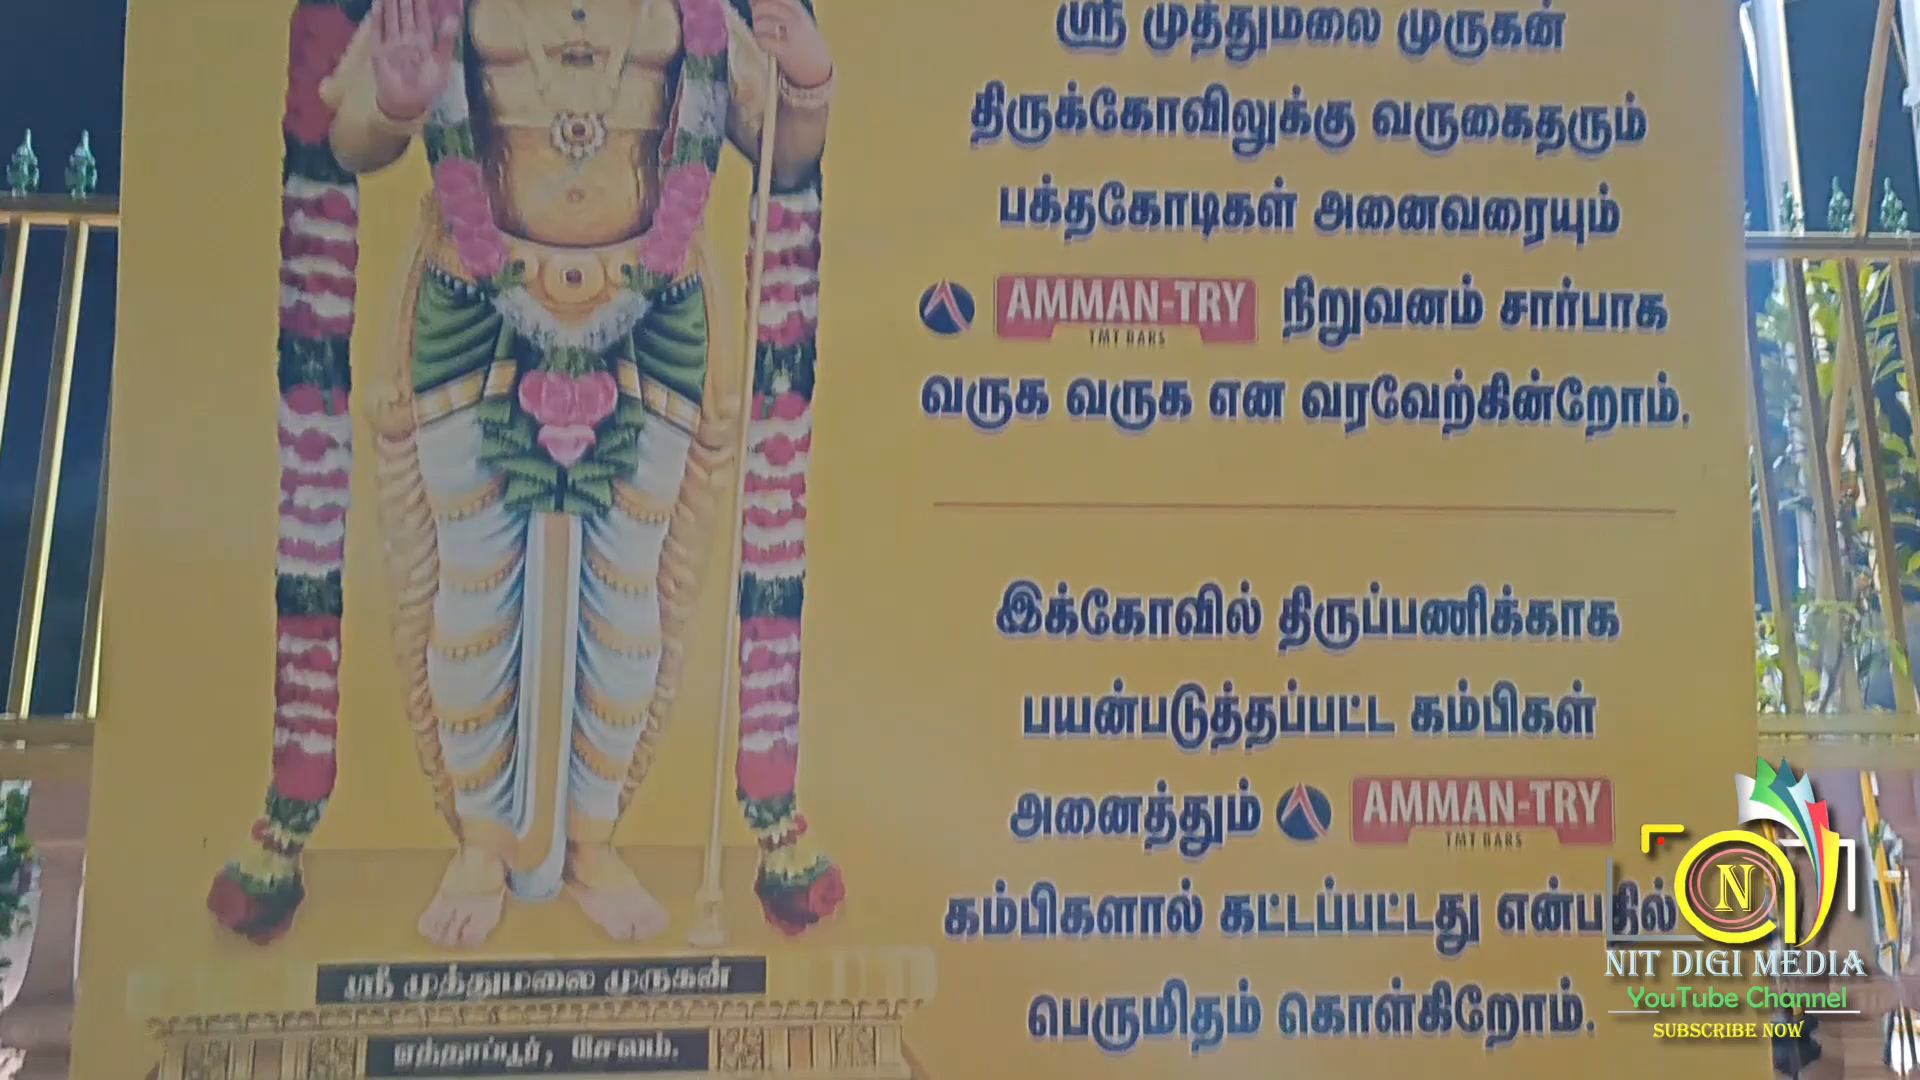 ஸ்ரீ முத்துமலை முருகன்
திருக்கோவிலுக்கு வருகைதரும்
பக்தகோடிகள் அனைவரையும்
AMMAN-TRY நிறுவனம் சார்பாக
TMT BARS
வருக வருக என வரவேற்கின்றோம்.
இக்கோவில் திருப்பணிக்காக
பயன்படுத்தப்பட்ட கம்பிகள்
அனைத்தும் AMMAN-TRY
TMT BARS
கம்பிகளால் கட்டப்பட்டது என்பதில்
பெருமிதம் கொள்கிறோம்.
ஸ்ரீ முத்துமலை முருகன்
ஏத்தாப்பூர், சேலம்.
N
NIT DIGI MEDIA
YouTube Channel
SUBSCRIBE NOW